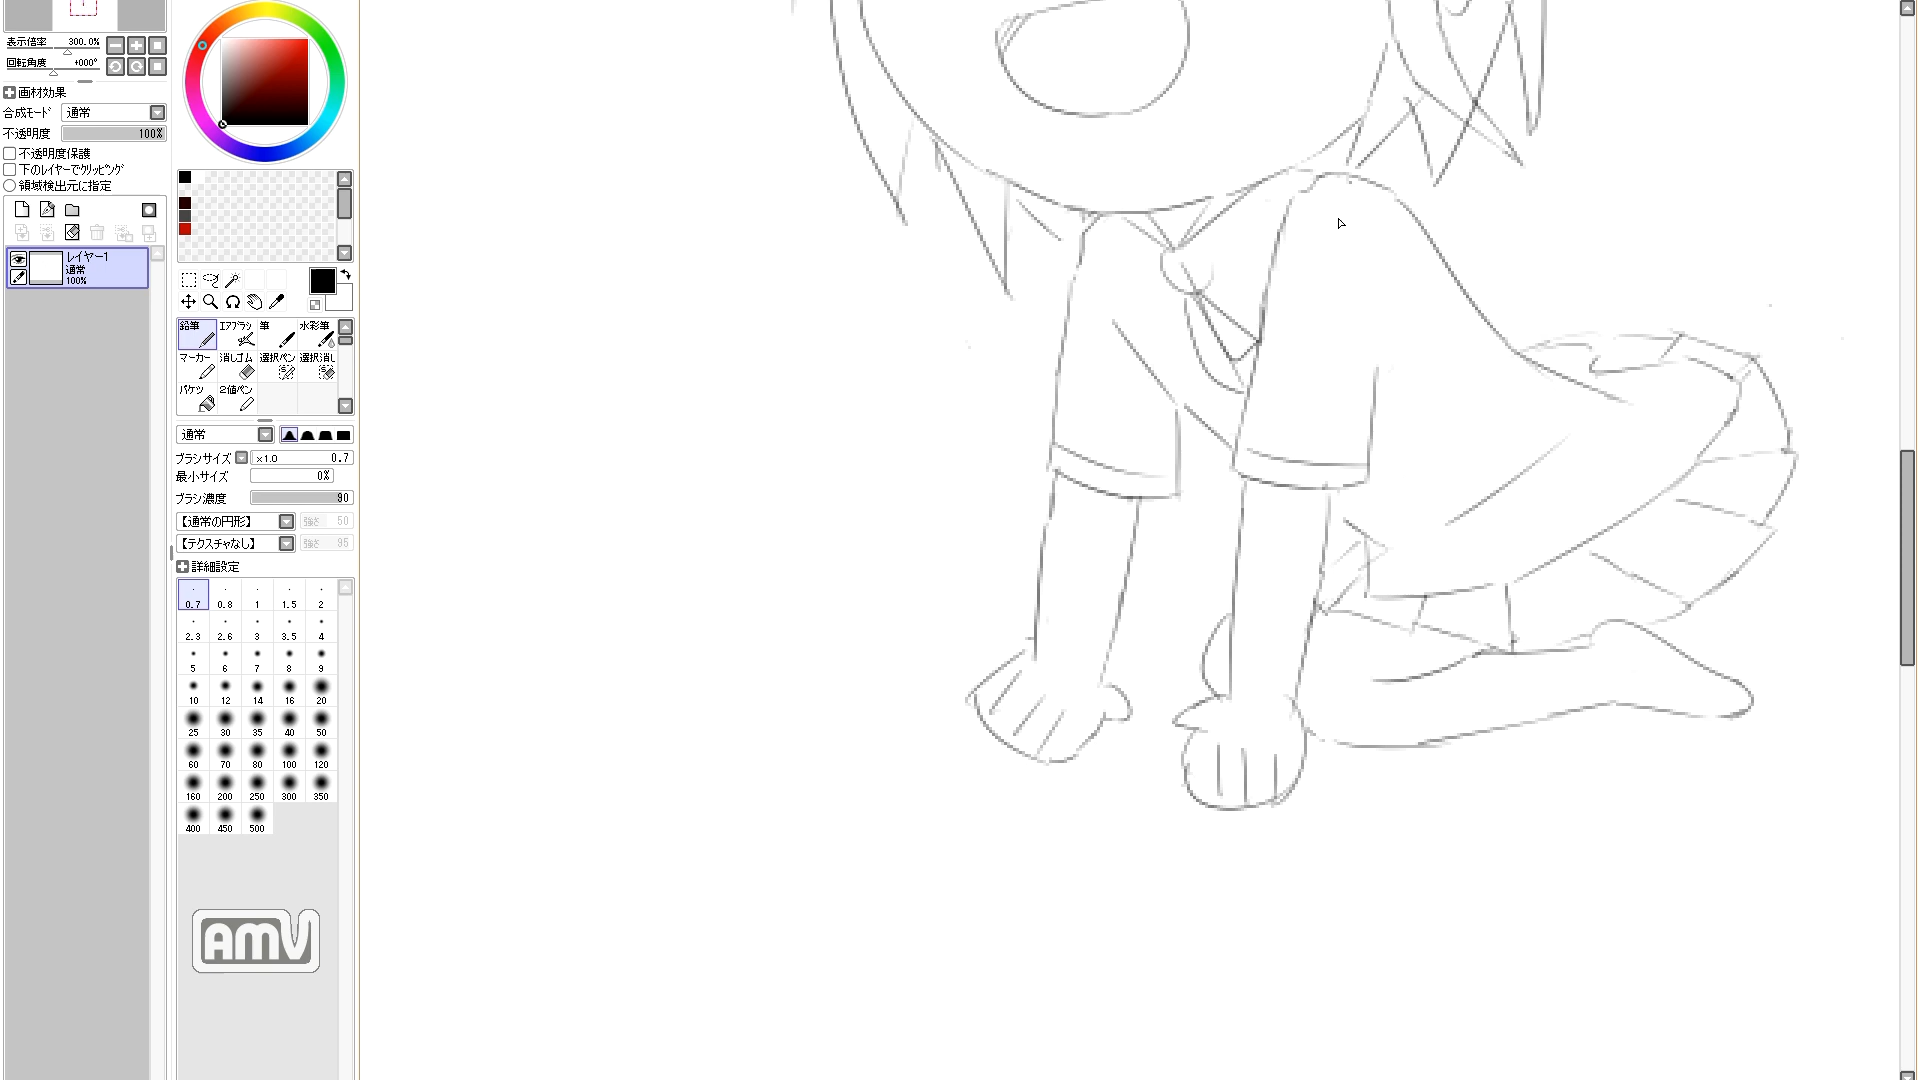 表示倍率 300.0%
回転角度 +000°
画材効果
合成モード 通常
不透明度 100%
不透明度保護
下のレイヤーでクリッピング
領域検出元に指定
レイヤー1
通常
100%
鉛筆 エアブラシ 筆 水彩筆
マーカー 消しゴム 選択ペン 選択消し
バケツ 2値ペン
通常
ブラシサイズ x1.0 0.7
最小サイズ 0%
ブラシ濃度 90
【通常の円形】 強さ 50
【テクスチャなし】 強さ 95
詳細設定
0.7 0.8 1 1.5 2
2.3 2.6 3 3.5 4
5 6 7 8 9
10 12 14 16 20
25 30 35 40 50
60 70 80 100 120
160 200 250 300 350
400 450 500
AMV